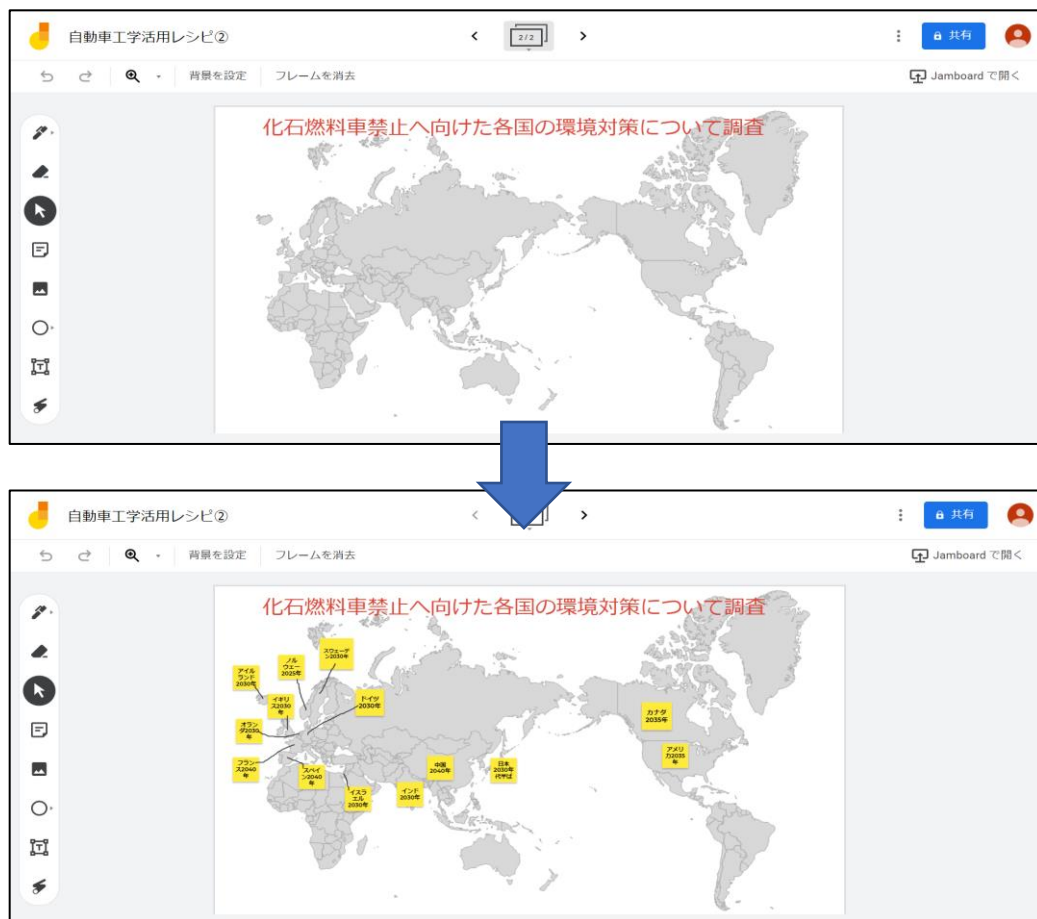 自動車工学活用レシピ②
2 / 2
共有
背景を設定
フレームを消去
Jamboard で開く
化石燃料車禁止へ向けた各国の環境対策について調査
自動車工学活用レシピ②
共有
背景を設定
フレームを消去
Jamboard で開く
化石燃料車禁止へ向けた各国の環境対策について調査
スウェーデ
ン2030年
ノル
ウェー
2025年
アイル
ランド
2030年
イギリ
ス2030
年
ドイツ
2030年
オラン
ダ2030
年
フラン
ス2040
年
スペイ
ン2040
年
イスラ
エル
2030年
インド
2030年
中国
2040年
日本
2030年
代半ば
カナダ
2035年
アメリ
カ2035
年